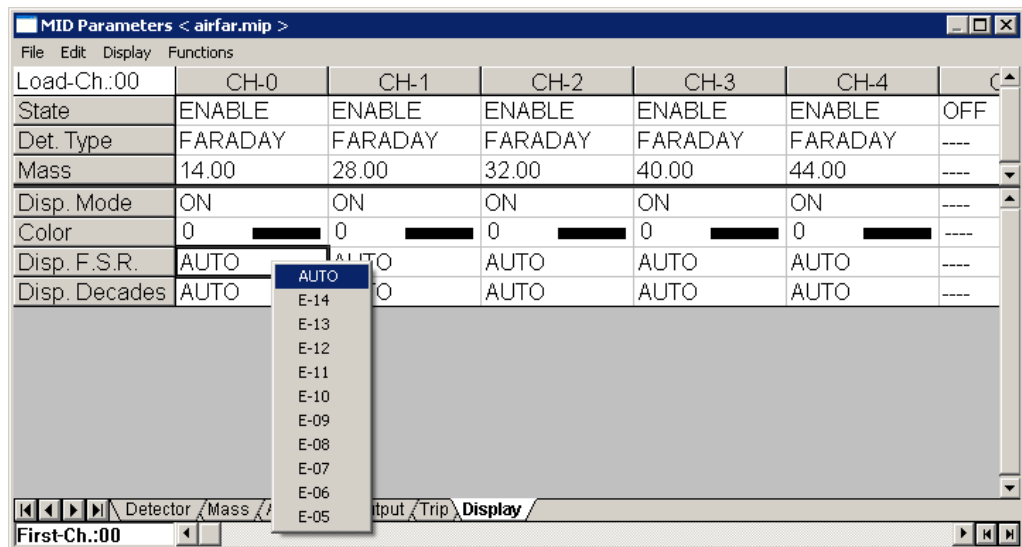 MID Parameters < airfar.mip >
File Edit Display Functions
Load-Ch.:00 CH-0 CH-1 CH-2 CH-3 CH-4
State ENABLE ENABLE ENABLE ENABLE ENABLE OFF
Det. Type FARADAY FARADAY FARADAY FARADAY FARADAY ----
Mass 14.00 28.00 32.00 40.00 44.00 ----
Disp. Mode ON ON ON ON ON ----
Color 0 0 0 0 0 ----
Disp. F.S.R. AUTO AUTO AUTO AUTO AUTO ----
Disp. Decades AUTO AUTO AUTO AUTO ----
AUTO
E-14
E-13
E-12
E-11
E-10
E-09
E-08
E-07
E-06
E-05
Detector Mass Trip Display
First-Ch.:00